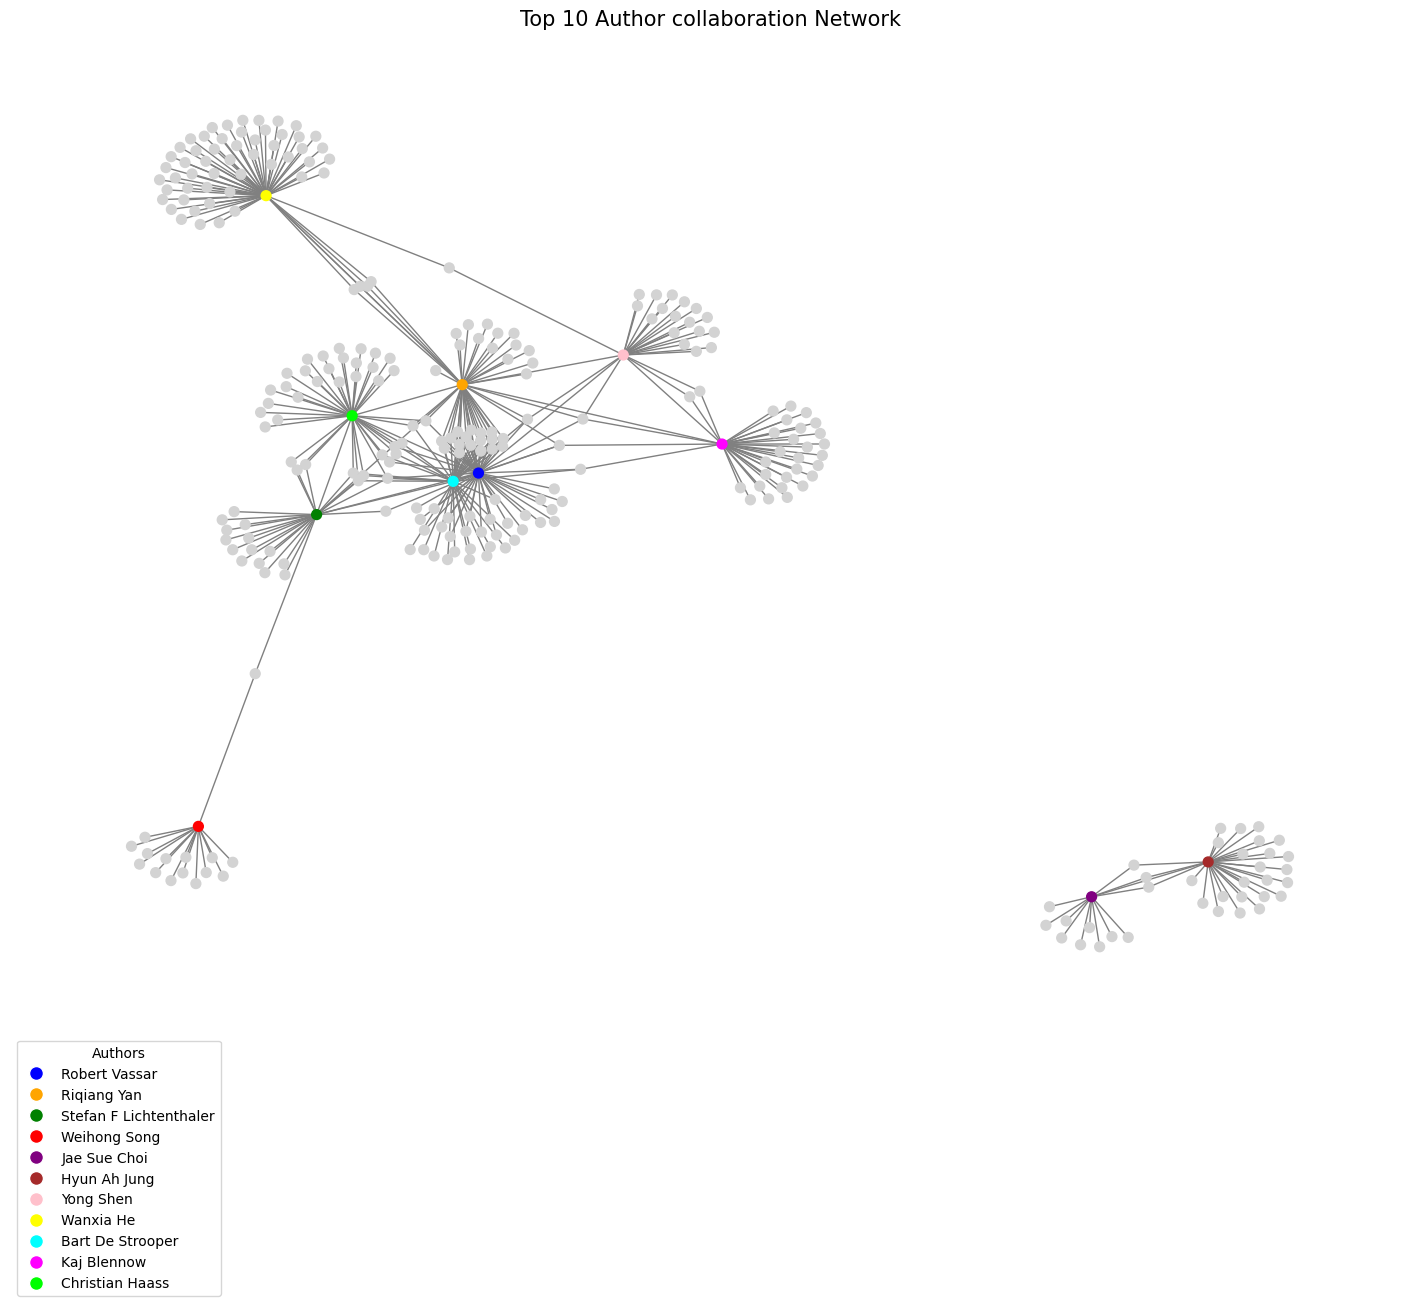 Top 10 Author collaboration Network
Authors
Robert Vassar
Riqiang Yan
Stefan F Lichtenthaler
Weihong Song
Jae Sue Choi
Hyun Ah Jung
Yong Shen
Wanxia He
Bart De Strooper
Kaj Blennow
Christian Haass